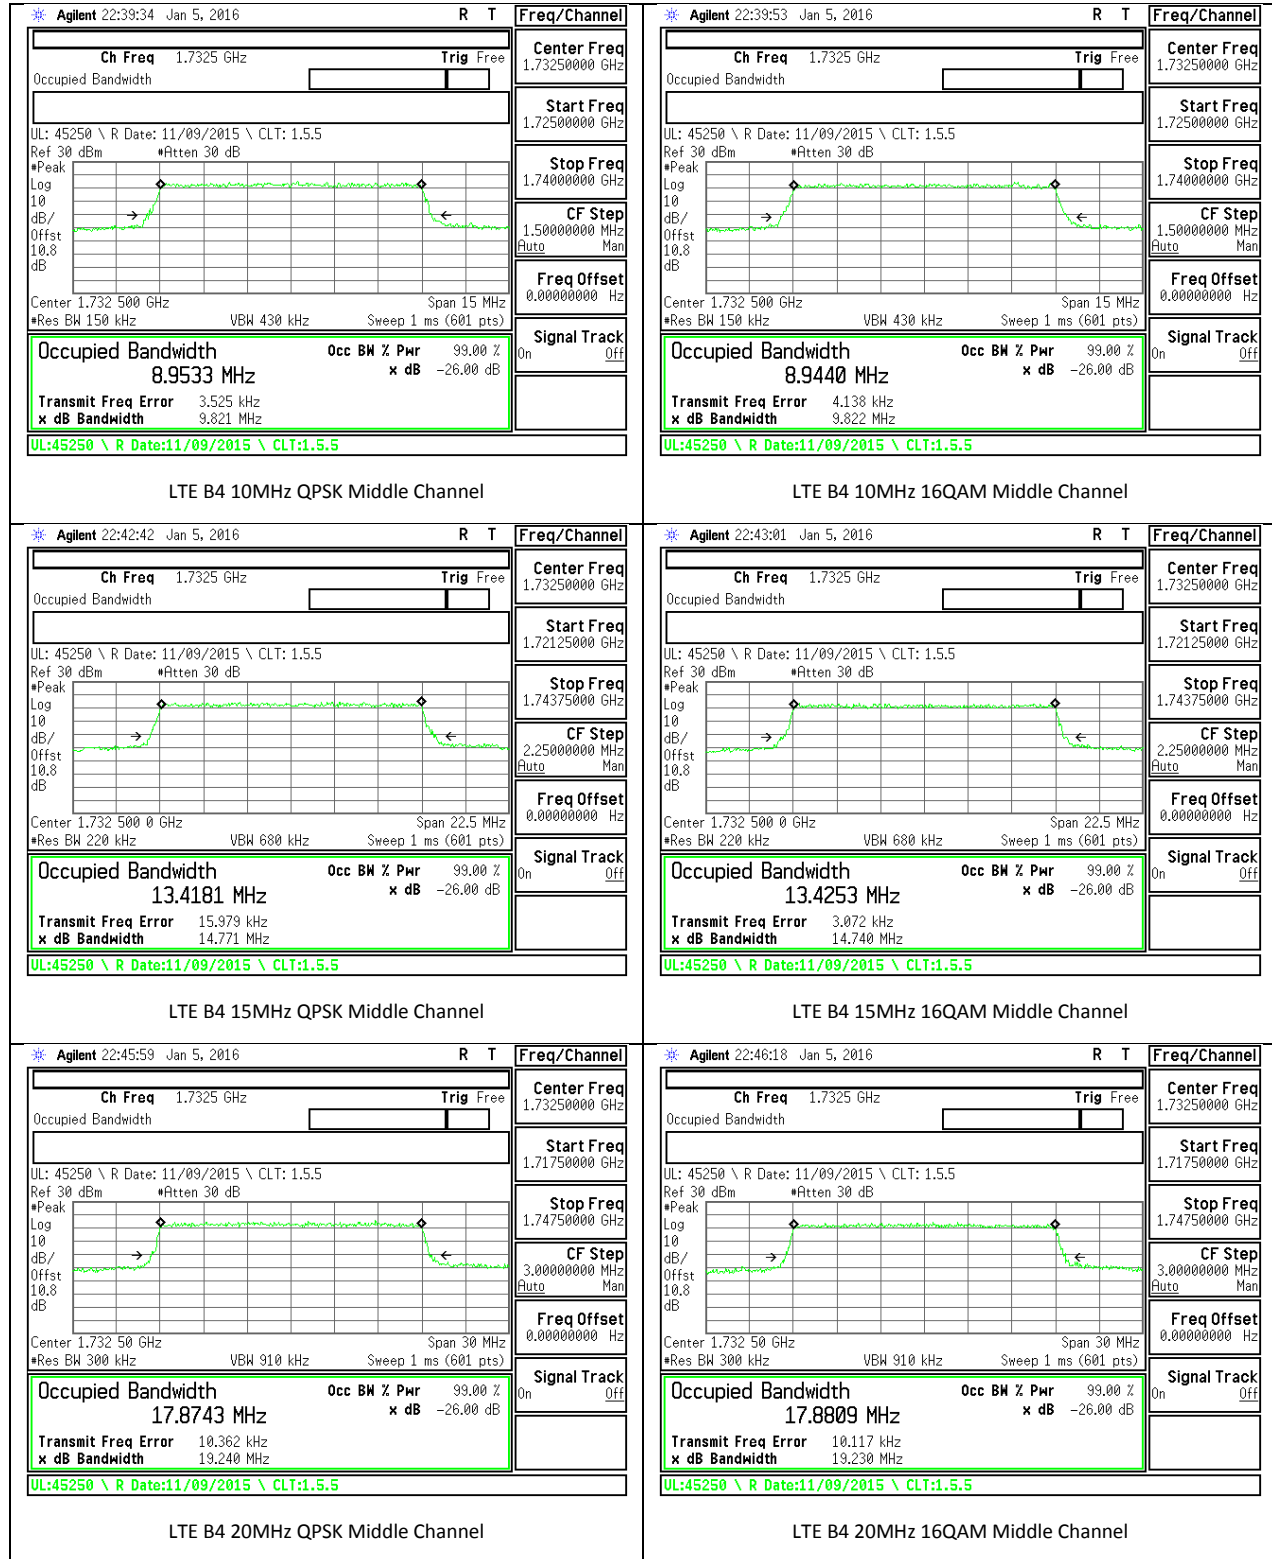 Agilent 22:39:34 Jan 5, 2016 R T Freq/Channel
Ch Freq 1.7325 GHz Trig Free
Occupied Bandwidth
Center Freq
1.73250000 GHz
Start Freq
1.72500000 GHz
UL: 45250 \ R Date: 11/09/2015 \ CLT: 1.5.5
Ref 30 dBm #Atten 30 dB
#Peak
Log
10
dB/
Offst
10.8
dB
Stop Freq
1.74000000 GHz
CF Step
1.50000000 MHz
Auto Man
Freq Offset
0.00000000 Hz
Center 1.732 500 GHz Span 15 MHz
#Res BW 150 kHz VBW 430 kHz Sweep 1 ms (601 pts)
Signal Track
On Off
Occupied Bandwidth Occ BW % Pwr 99.00 %
8.9533 MHz x dB -26.00 dB
Transmit Freq Error 3.525 kHz
x dB Bandwidth 9.821 MHz
UL:45250 \ R Date:11/09/2015 \ CLT:1.5.5
LTE B4 10MHz QPSK Middle Channel
Agilent 22:39:53 Jan 5, 2016 R T Freq/Channel
Ch Freq 1.7325 GHz Trig Free
Occupied Bandwidth
Center Freq
1.73250000 GHz
Start Freq
1.72500000 GHz
UL: 45250 \ R Date: 11/09/2015 \ CLT: 1.5.5
Ref 30 dBm #Atten 30 dB
#Peak
Log
10
dB/
Offst
10.8
dB
Stop Freq
1.74000000 GHz
CF Step
1.50000000 MHz
Auto Man
Freq Offset
0.00000000 Hz
Center 1.732 500 GHz Span 15 MHz
#Res BW 150 kHz VBW 430 kHz Sweep 1 ms (601 pts)
Signal Track
On Off
Occupied Bandwidth Occ BW % Pwr 99.00 %
8.9440 MHz x dB -26.00 dB
Transmit Freq Error 4.138 kHz
x dB Bandwidth 9.822 MHz
UL:45250 \ R Date:11/09/2015 \ CLT:1.5.5
LTE B4 10MHz 16QAM Middle Channel
Agilent 22:42:42 Jan 5, 2016 R T Freq/Channel
Ch Freq 1.7325 GHz Trig Free
Occupied Bandwidth
Center Freq
1.73250000 GHz
Start Freq
1.72125000 GHz
UL: 45250 \ R Date: 11/09/2015 \ CLT: 1.5.5
Ref 30 dBm #Atten 30 dB
#Peak
Log
10
dB/
Offst
10.8
dB
Stop Freq
1.74375000 GHz
CF Step
2.25000000 MHz
Auto Man
Freq Offset
0.00000000 Hz
Center 1.732 500 0 GHz Span 22.5 MHz
#Res BW 220 kHz VBW 680 kHz Sweep 1 ms (601 pts)
Signal Track
On Off
Occupied Bandwidth Occ BW % Pwr 99.00 %
13.4181 MHz x dB -26.00 dB
Transmit Freq Error 15.979 kHz
x dB Bandwidth 14.771 MHz
UL:45250 \ R Date:11/09/2015 \ CLT:1.5.5
LTE B4 15MHz QPSK Middle Channel
Agilent 22:43:01 Jan 5, 2016 R T Freq/Channel
Ch Freq 1.7325 GHz Trig Free
Occupied Bandwidth
Center Freq
1.73250000 GHz
Start Freq
1.72125000 GHz
UL: 45250 \ R Date: 11/09/2015 \ CLT: 1.5.5
Ref 30 dBm #Atten 30 dB
#Peak
Log
10
dB/
Offst
10.8
dB
Stop Freq
1.74375000 GHz
CF Step
2.25000000 MHz
Auto Man
Freq Offset
0.00000000 Hz
Center 1.732 500 0 GHz Span 22.5 MHz
#Res BW 220 kHz VBW 680 kHz Sweep 1 ms (601 pts)
Signal Track
On Off
Occupied Bandwidth Occ BW % Pwr 99.00 %
13.4253 MHz x dB -26.00 dB
Transmit Freq Error 3.072 kHz
x dB Bandwidth 14.740 MHz
UL:45250 \ R Date:11/09/2015 \ CLT:1.5.5
LTE B4 15MHz 16QAM Middle Channel
Agilent 22:45:59 Jan 5, 2016 R T Freq/Channel
Ch Freq 1.7325 GHz Trig Free
Occupied Bandwidth
Center Freq
1.73250000 GHz
Start Freq
1.71750000 GHz
UL: 45250 \ R Date: 11/09/2015 \ CLT: 1.5.5
Ref 30 dBm #Atten 30 dB
#Peak
Log
10
dB/
Offst
10.8
dB
Stop Freq
1.74750000 GHz
CF Step
3.00000000 MHz
Auto Man
Freq Offset
0.00000000 Hz
Center 1.732 50 GHz Span 30 MHz
#Res BW 300 kHz VBW 910 kHz Sweep 1 ms (601 pts)
Signal Track
On Off
Occupied Bandwidth Occ BW % Pwr 99.00 %
17.8743 MHz x dB -26.00 dB
Transmit Freq Error 10.362 kHz
x dB Bandwidth 19.240 MHz
UL:45250 \ R Date:11/09/2015 \ CLT:1.5.5
LTE B4 20MHz QPSK Middle Channel
Agilent 22:46:18 Jan 5, 2016 R T Freq/Channel
Ch Freq 1.7325 GHz Trig Free
Occupied Bandwidth
Center Freq
1.73250000 GHz
Start Freq
1.71750000 GHz
UL: 45250 \ R Date: 11/09/2015 \ CLT: 1.5.5
Ref 30 dBm #Atten 30 dB
#Peak
Log
10
dB/
Offst
10.8
dB
Stop Freq
1.74750000 GHz
CF Step
3.00000000 MHz
Auto Man
Freq Offset
0.00000000 Hz
Center 1.732 50 GHz Span 30 MHz
#Res BW 300 kHz VBW 910 kHz Sweep 1 ms (601 pts)
Signal Track
On Off
Occupied Bandwidth Occ BW % Pwr 99.00 %
17.8809 MHz x dB -26.00 dB
Transmit Freq Error 10.117 kHz
x dB Bandwidth 19.230 MHz
UL:45250 \ R Date:11/09/2015 \ CLT:1.5.5
LTE B4 20MHz 16QAM Middle Channel